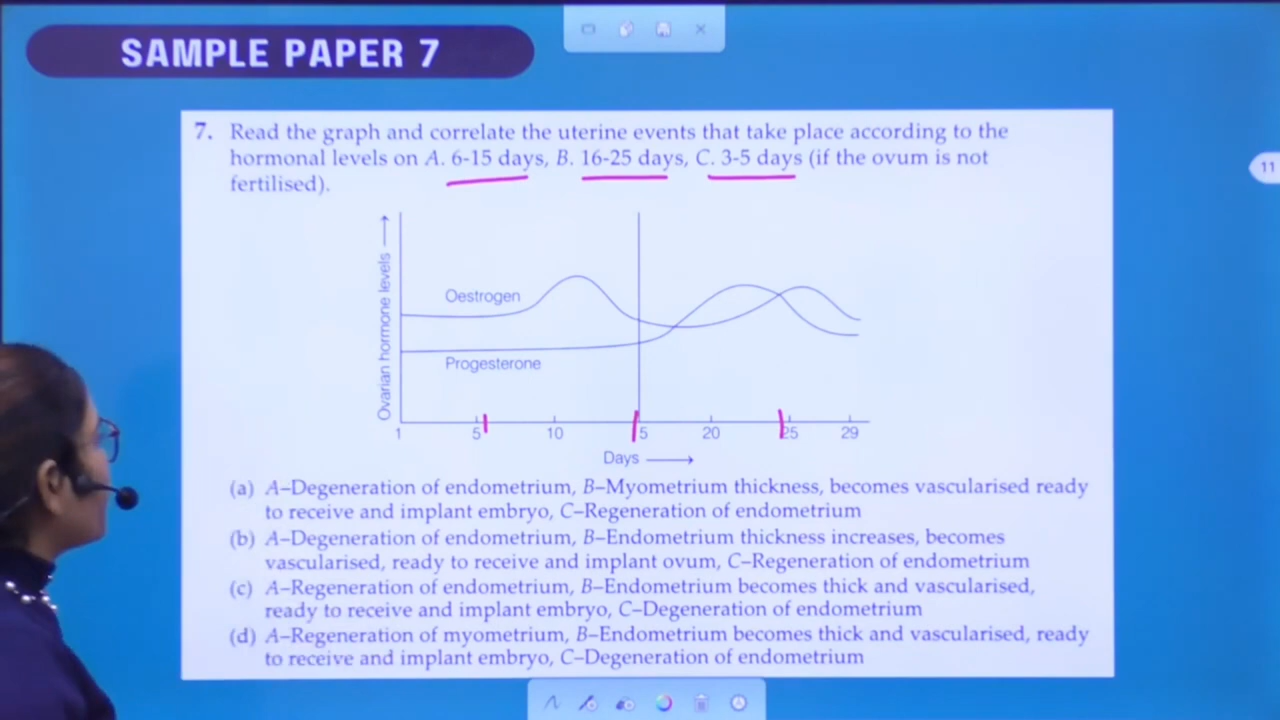 SAMPLE PAPER 7
7. Read the graph and correlate the uterine events that take place according to the
hormonal levels on A. 6-15 days, B. 16-25 days, C. 3-5 days (if the ovum is not
fertilised).
11
Ovarian hormone levels
Oestrogen
Progesterone
1 5 10 5 20 25 29
Days
(a) A–Degeneration of endometrium, B–Myometrium thickness, becomes vascularised ready
to receive and implant embryo, C–Regeneration of endometrium
(b) A–Degeneration of endometrium, B–Endometrium thickness increases, becomes
vascularised, ready to receive and implant ovum, C–Regeneration of endometrium
(c) A–Regeneration of endometrium, B–Endometrium becomes thick and vascularised,
ready to receive and implant embryo, C–Degeneration of endometrium
(d) A–Regeneration of myometrium, B–Endometrium becomes thick and vascularised, ready
to receive and implant embryo, C–Degeneration of endometrium